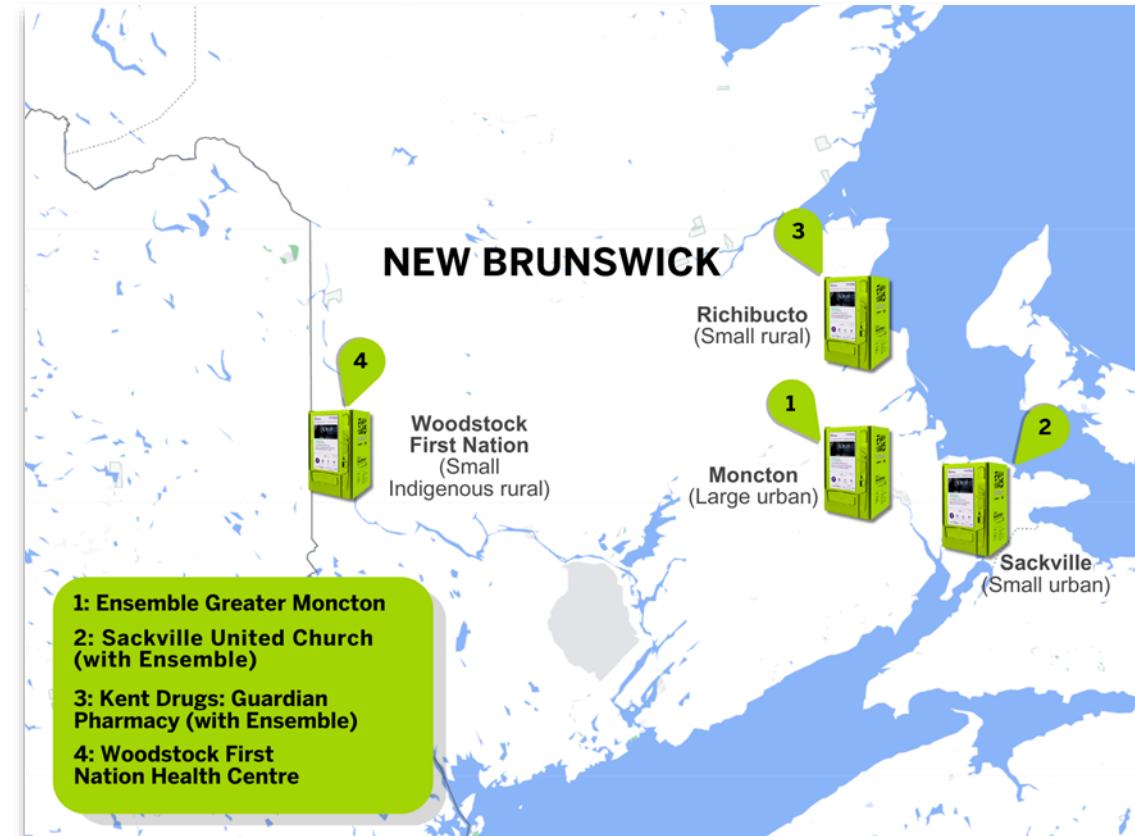 NEW BRUNSWICK
3
Richibucto
(Small rural)
4
Woodstock
First Nation
(Small
Indigenous rural)
1
Moncton
(Large urban)
2
Sackville
(Small urban)
1: Ensemble Greater Moncton
2: Sackville United Church
(with Ensemble)
3: Kent Drugs: Guardian
Pharmacy (with Ensemble)
4: Woodstock First
Nation Health Centre